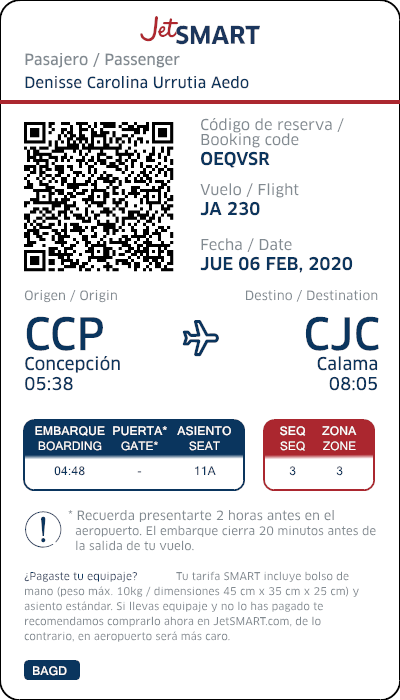 JetSMART
Pasajero / Passenger
Denisse Carolina Urrutia Aedo
Código de reserva /
Booking code
OEQVSR
Vuelo / Flight
JA 230
Fecha / Date
JUE 06 FEB, 2020
Origen / Origin Destino / Destination
CCP CJC
Concepción Calama
05:38 08:05
EMBARQUE PUERTA* ASIENTO SEQ ZONA
BOARDING GATE* SEAT SEQ ZONE
04:48 - 11A 3 3
* Recuerda presentarte 2 horas antes en el
aeropuerto. El embarque cierra 20 minutos antes de
la salida de tu vuelo.
¿Pagaste tu equipaje? Tu tarifa SMART incluye bolso de
mano (peso máx. 10kg / dimensiones 45 cm x 35 cm x 25 cm) y
asiento estándar. Si llevas equipaje y no lo has pagado te
recomendamos comprarlo ahora en JetSMART.com, de lo
contrario, en aeropuerto será más caro.
BAGD